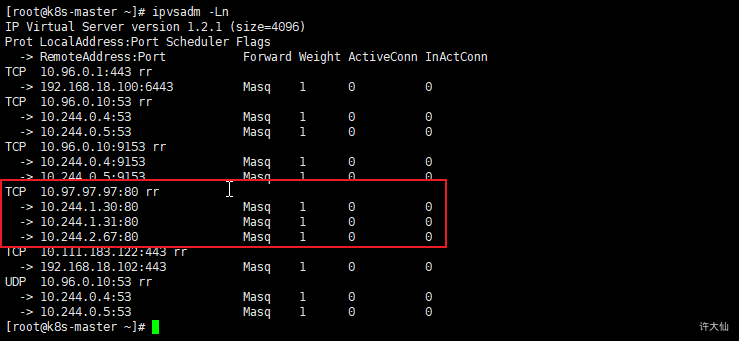 [root@k8s-master ~]# ipvsadm -Ln
IP Virtual Server version 1.2.1 (size=4096)
Prot LocalAddress:Port Scheduler Flags
  -> RemoteAddress:Port           Forward Weight ActiveConn InActConn
TCP  10.96.0.1:443 rr
  -> 192.168.18.100:6443          Masq    1      0          0
TCP  10.96.0.10:53 rr
  -> 10.244.0.4:53                Masq    1      0          0
  -> 10.244.0.5:53                Masq    1      0          0
TCP  10.96.0.10:9153 rr
  -> 10.244.0.4:9153              Masq    1      0          0
  -> 10.244.0.5:9153              Masq    1      0          0
TCP  10.97.97.97:80 rr
  -> 10.244.1.30:80               Masq    1      0          0
  -> 10.244.1.31:80               Masq    1      0          0
  -> 10.244.2.67:80               Masq    1      0          0
TCP  10.111.183.122:443 rr
  -> 192.168.18.102:443           Masq    1      0          0
UDP  10.96.0.10:53 rr
  -> 10.244.0.4:53                Masq    1      0          0
  -> 10.244.0.5:53                Masq    1      0          0
[root@k8s-master ~]#
许大仙